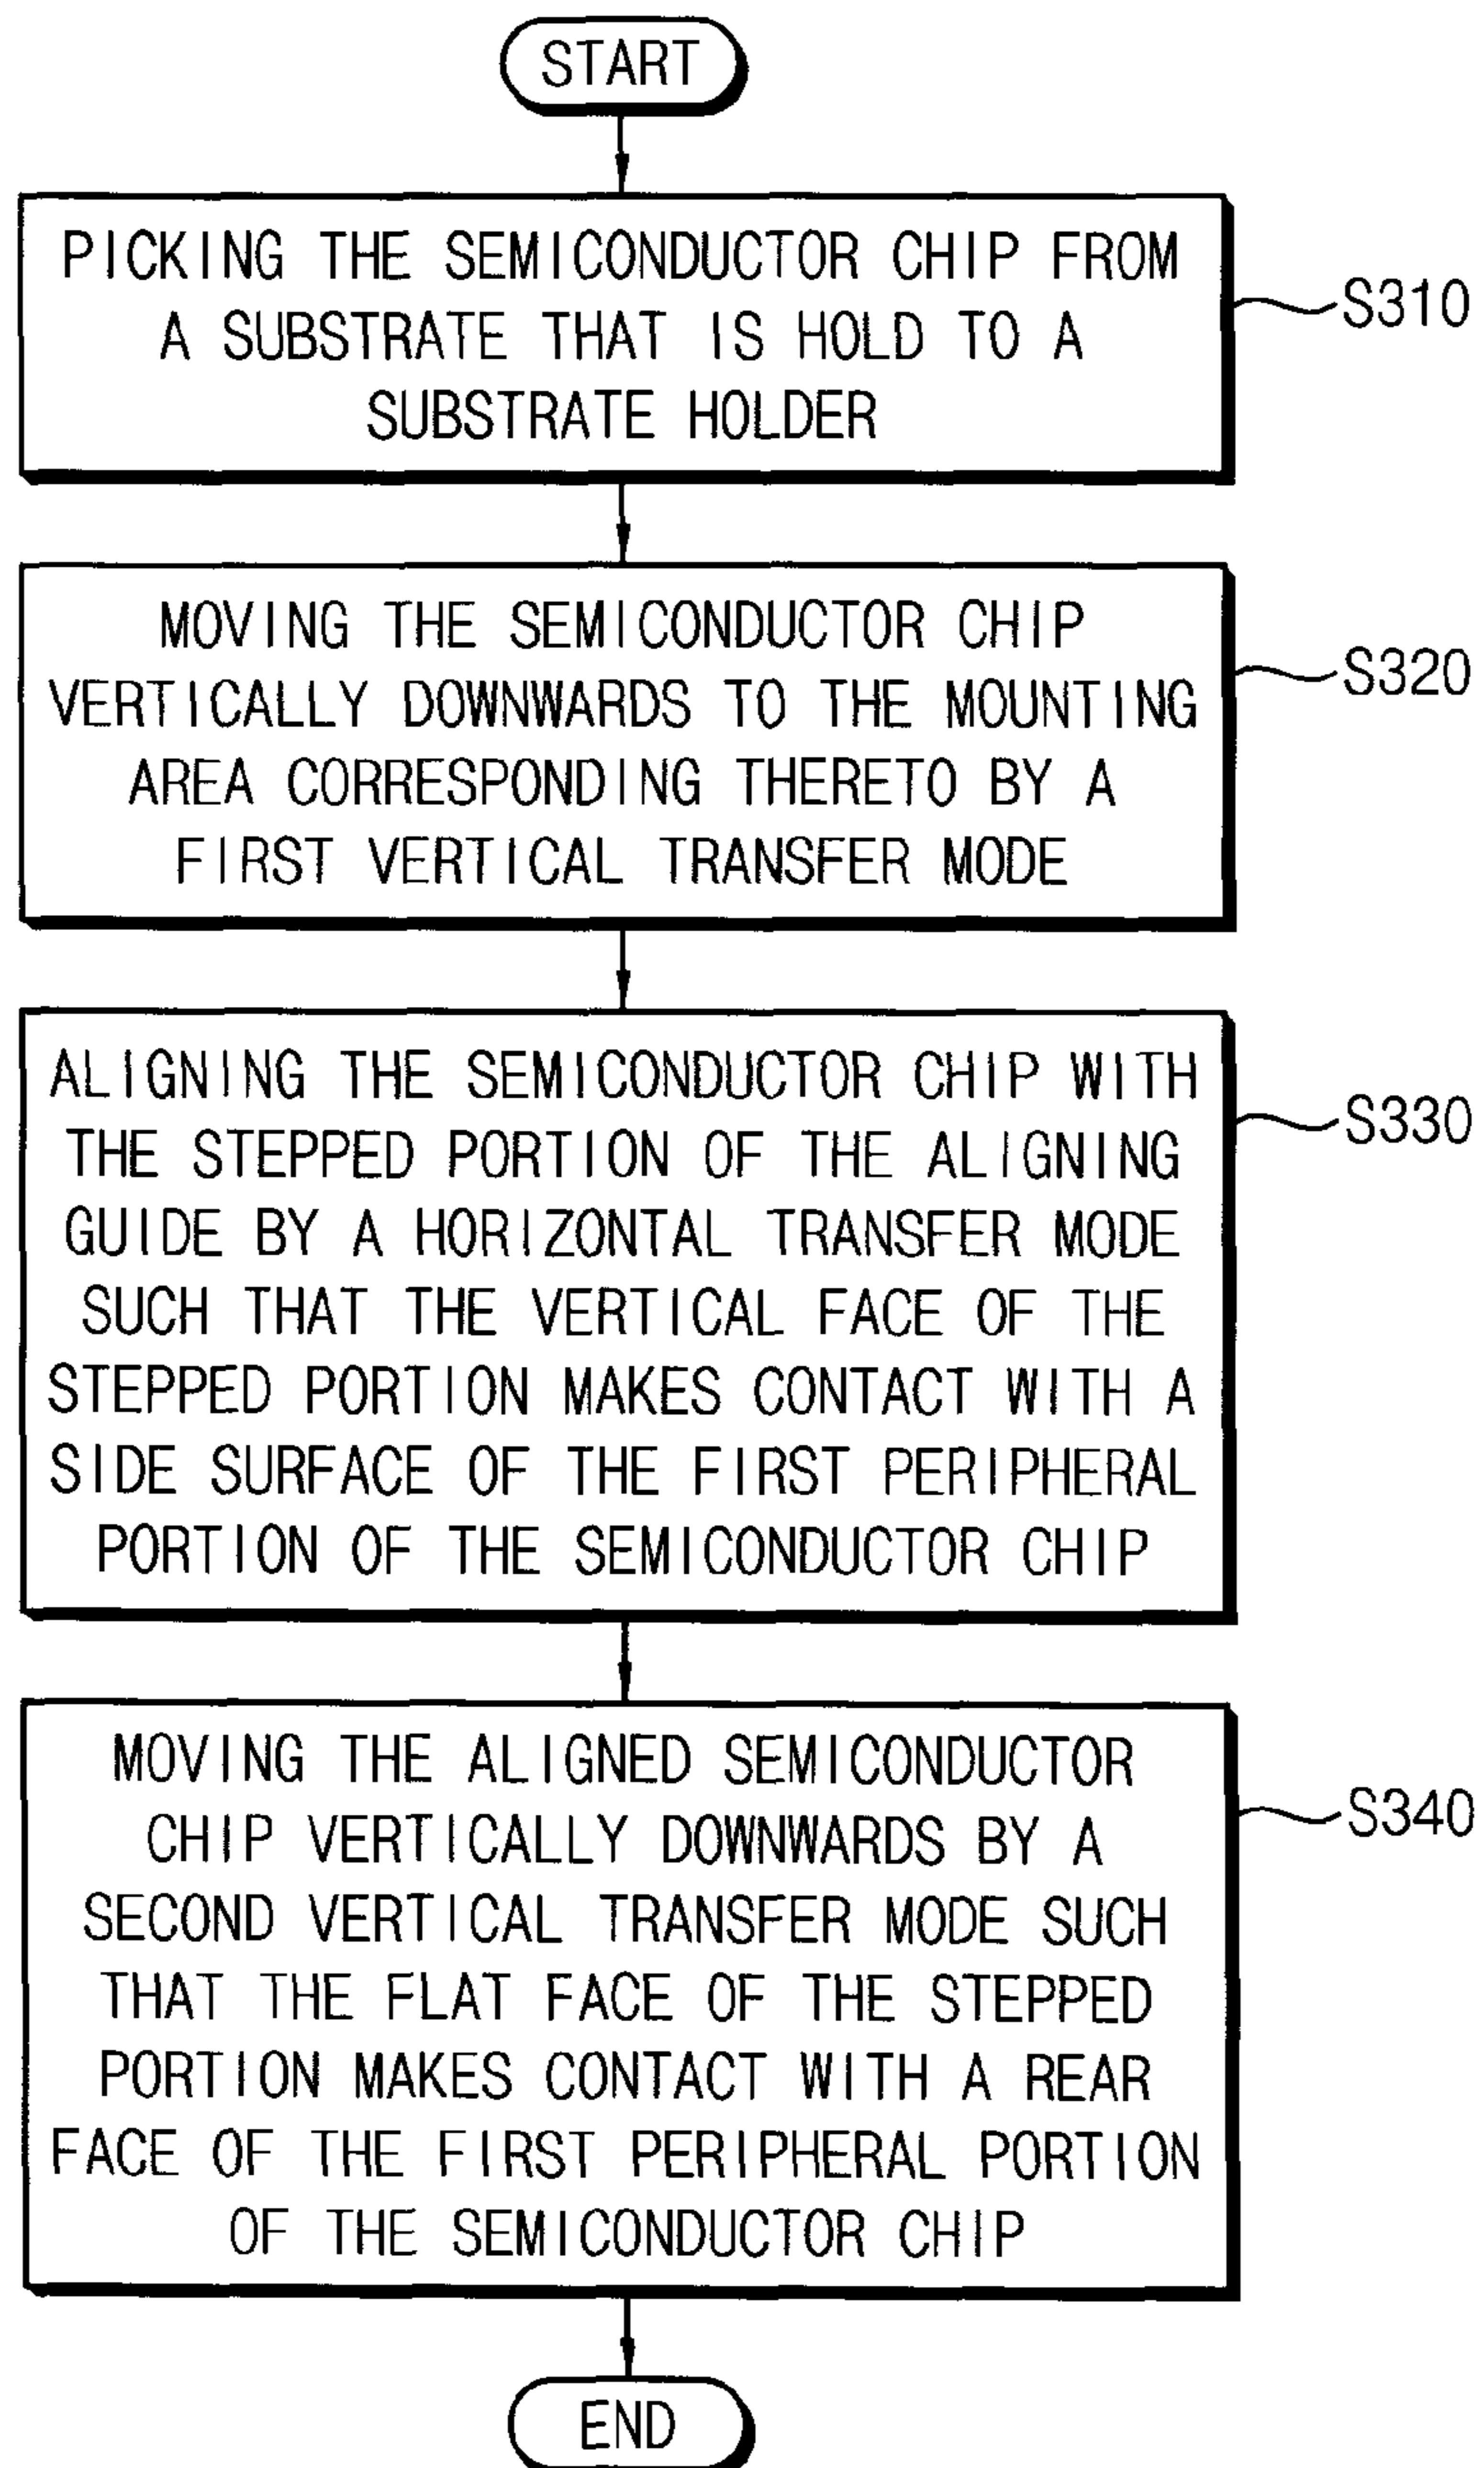 START
PICKING THE SEMICONDUCTOR CHIP FROM
A SUBSTRATE THAT IS HOLD TO A
SUBSTRATE HOLDER
S310
MOVING THE SEMICONDUCTOR CHIP
VERTICALLY DOWNWARDS TO THE MOUNTING
AREA CORRESPONDING THERETO BY A
FIRST VERTICAL TRANSFER MODE
S320
ALIGNING THE SEMICONDUCTOR CHIP WITH
THE STEPPED PORTION OF THE ALIGNING
GUIDE BY A HORIZONTAL TRANSFER MODE
SUCH THAT THE VERTICAL FACE OF THE
STEPPED PORTION MAKES CONTACT WITH A
SIDE SURFACE OF THE FIRST PERIPHERAL
PORTION OF THE SEMICONDUCTOR CHIP
S330
MOVING THE ALIGNED SEMICONDUCTOR
CHIP VERTICALLY DOWNWARDS BY A
SECOND VERTICAL TRANSFER MODE SUCH
THAT THE FLAT FACE OF THE STEPPED
PORTION MAKES CONTACT WITH A REAR
FACE OF THE FIRST PERIPHERAL PORTION
OF THE SEMICONDUCTOR CHIP
S340
END